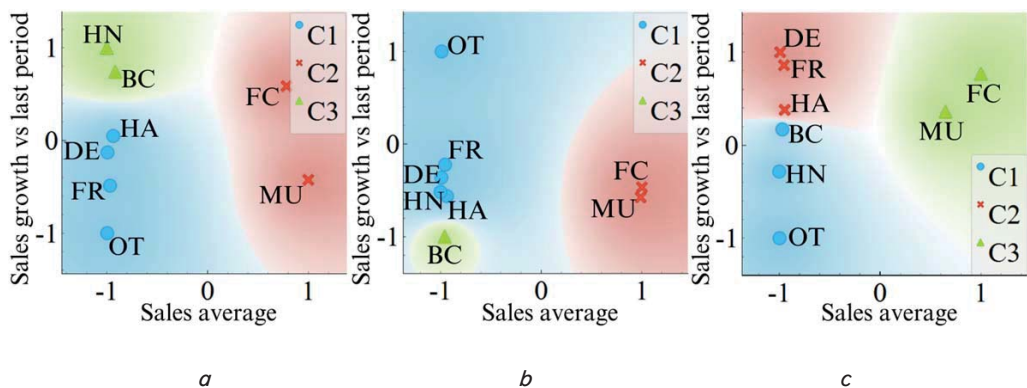 Sales growth vs last period
1
0
-1
HN
BC
FC
HA
DE
FR
MU
OT
C1
C2
C3
-1 0 1
Sales average
a
Sales growth vs last period
1
0
-1
OT
FR
DE
HN
HA
BC
FC
MU
C1
C2
C3
-1 0 1
Sales average
b
Sales growth vs last period
1
0
-1
DE
FR
HA
BC
HN
OT
FC
MU
C1
C2
C3
-1 0 1
Sales average
c